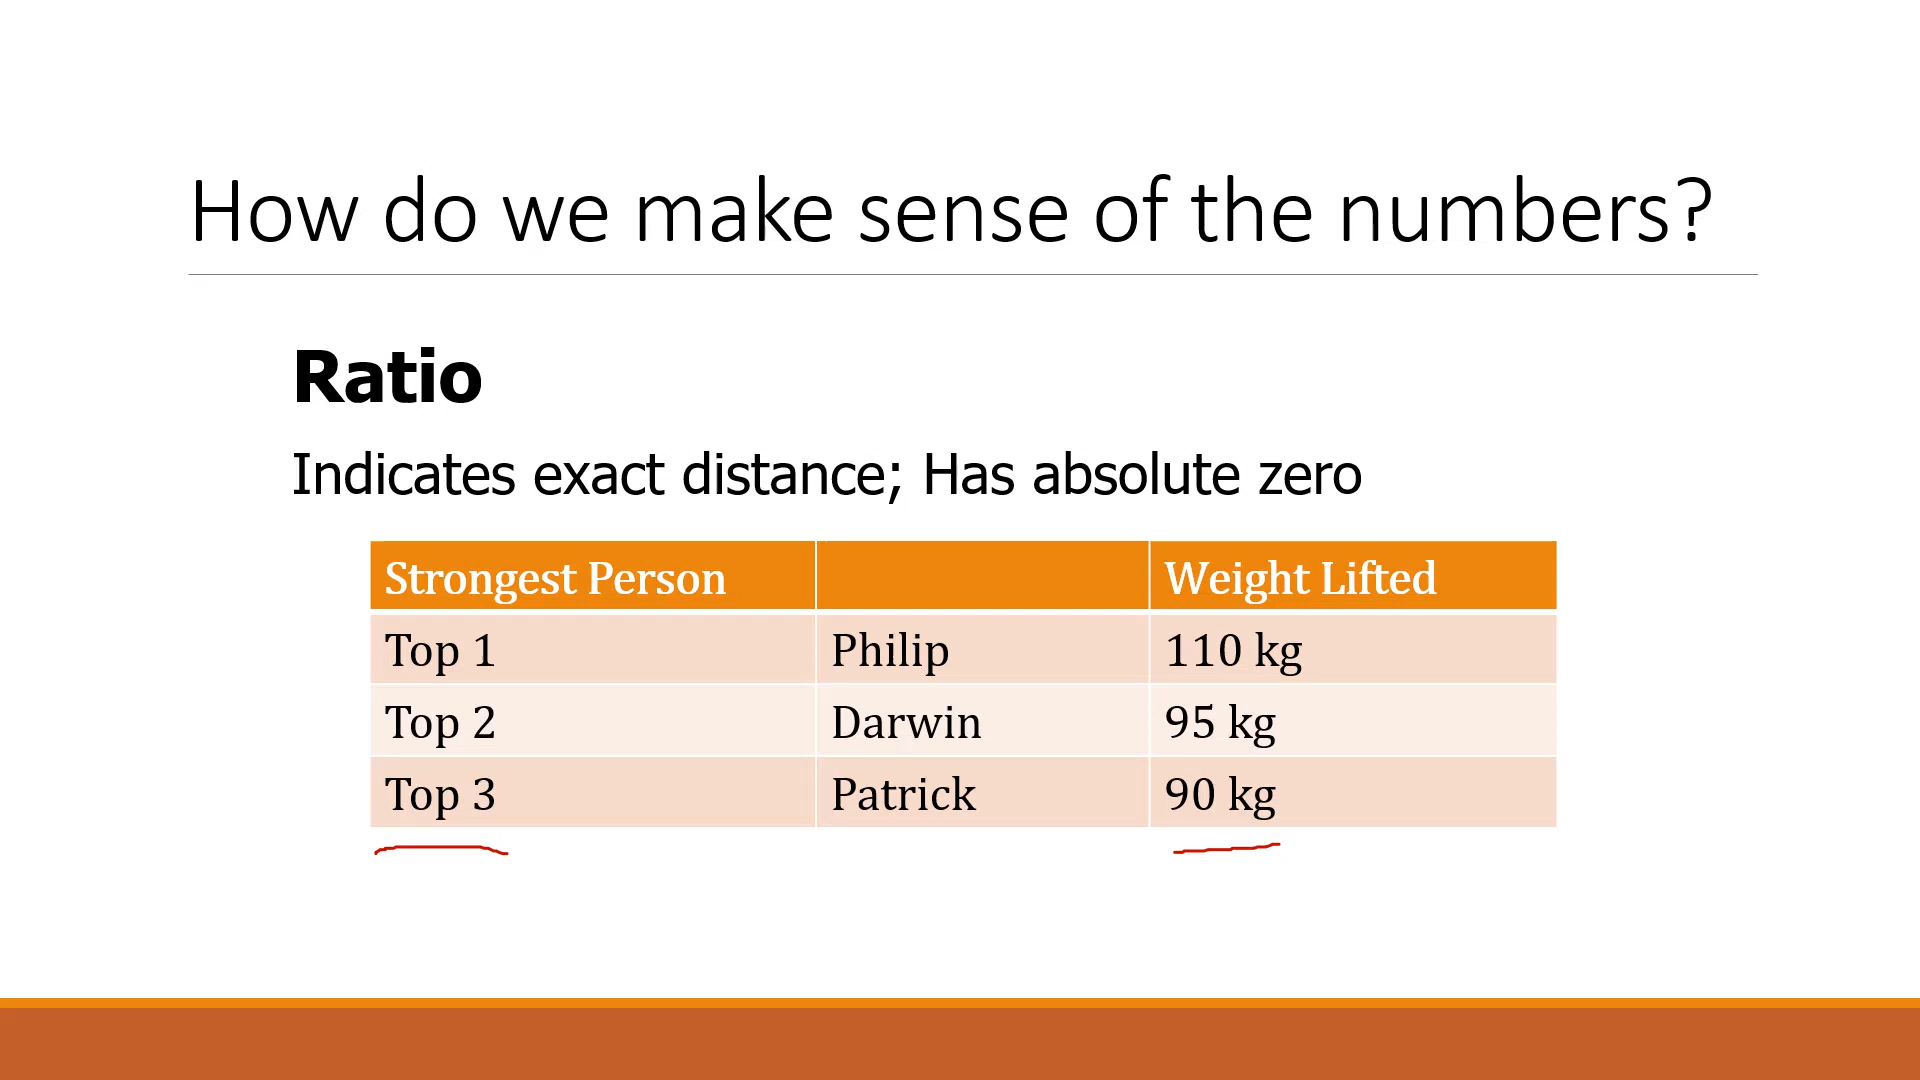 How do we make sense of the numbers?
Ratio
Indicates exact distance; Has absolute zero
Strongest Person Weight Lifted
Top 1 Philip 110 kg
Top 2 Darwin 95 kg
Top 3 Patrick 90 kg